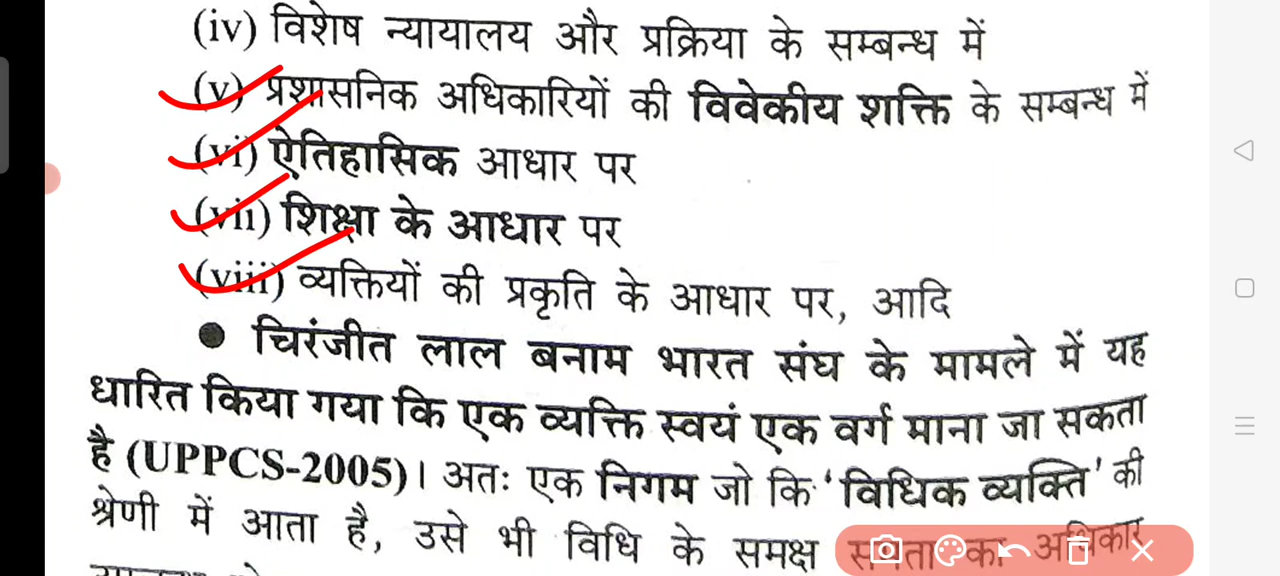 (iv) विशेष न्यायालय और प्रक्रिया के सम्बन्ध में
(v) प्रशासनिक अधिकारियों की विवेकीय शक्ति के सम्बन्ध में
(vi) ऐतिहासिक आधार पर
(vii) शिक्षा के आधार पर
(viii) व्यक्तियों की प्रकृति के आधार पर, आदि
● चिरंजीत लाल बनाम भारत संघ के मामले में यह
धारित किया गया कि एक व्यक्ति स्वयं एक वर्ग माना जा सकता
है (UPPCS-2005)। अतः एक निगम जो कि 'विधिक व्यक्ति' की
श्रेणी में आता है, उसे भी विधि के समक्ष समता का अधिकार